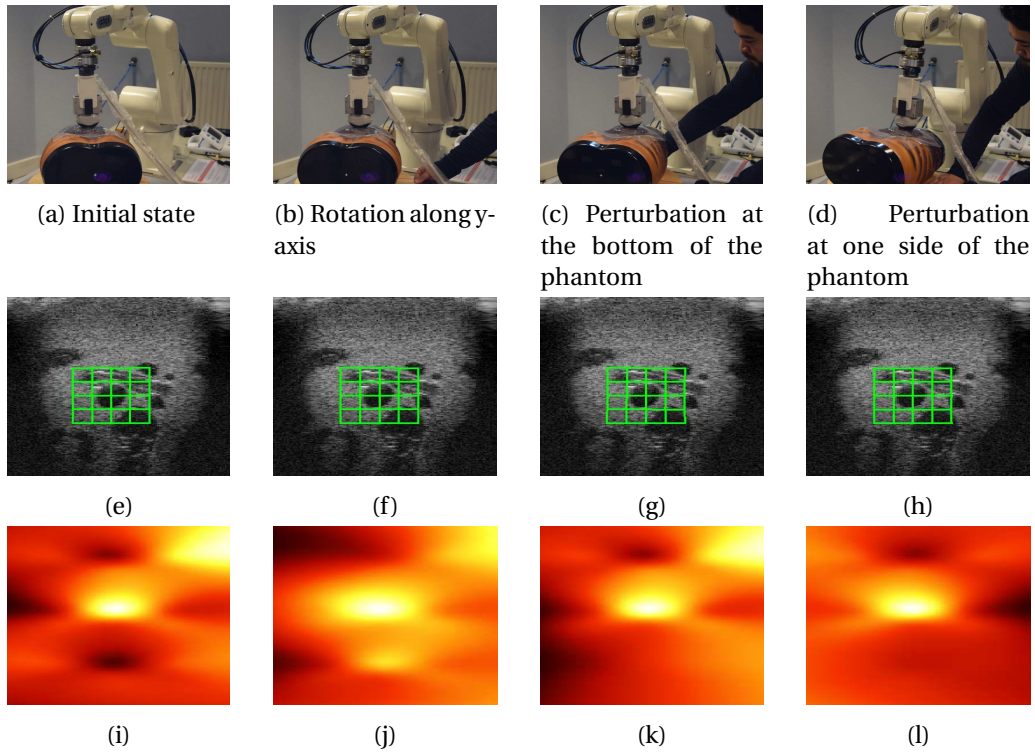 (a) Initial state
(b) Rotation along y-
axis
(c) Perturbation at
the bottom of the
phantom
(d) Perturbation
at one side of the
phantom
(e)
(f)
(g)
(h)
(i)
(j)
(k)
(l)